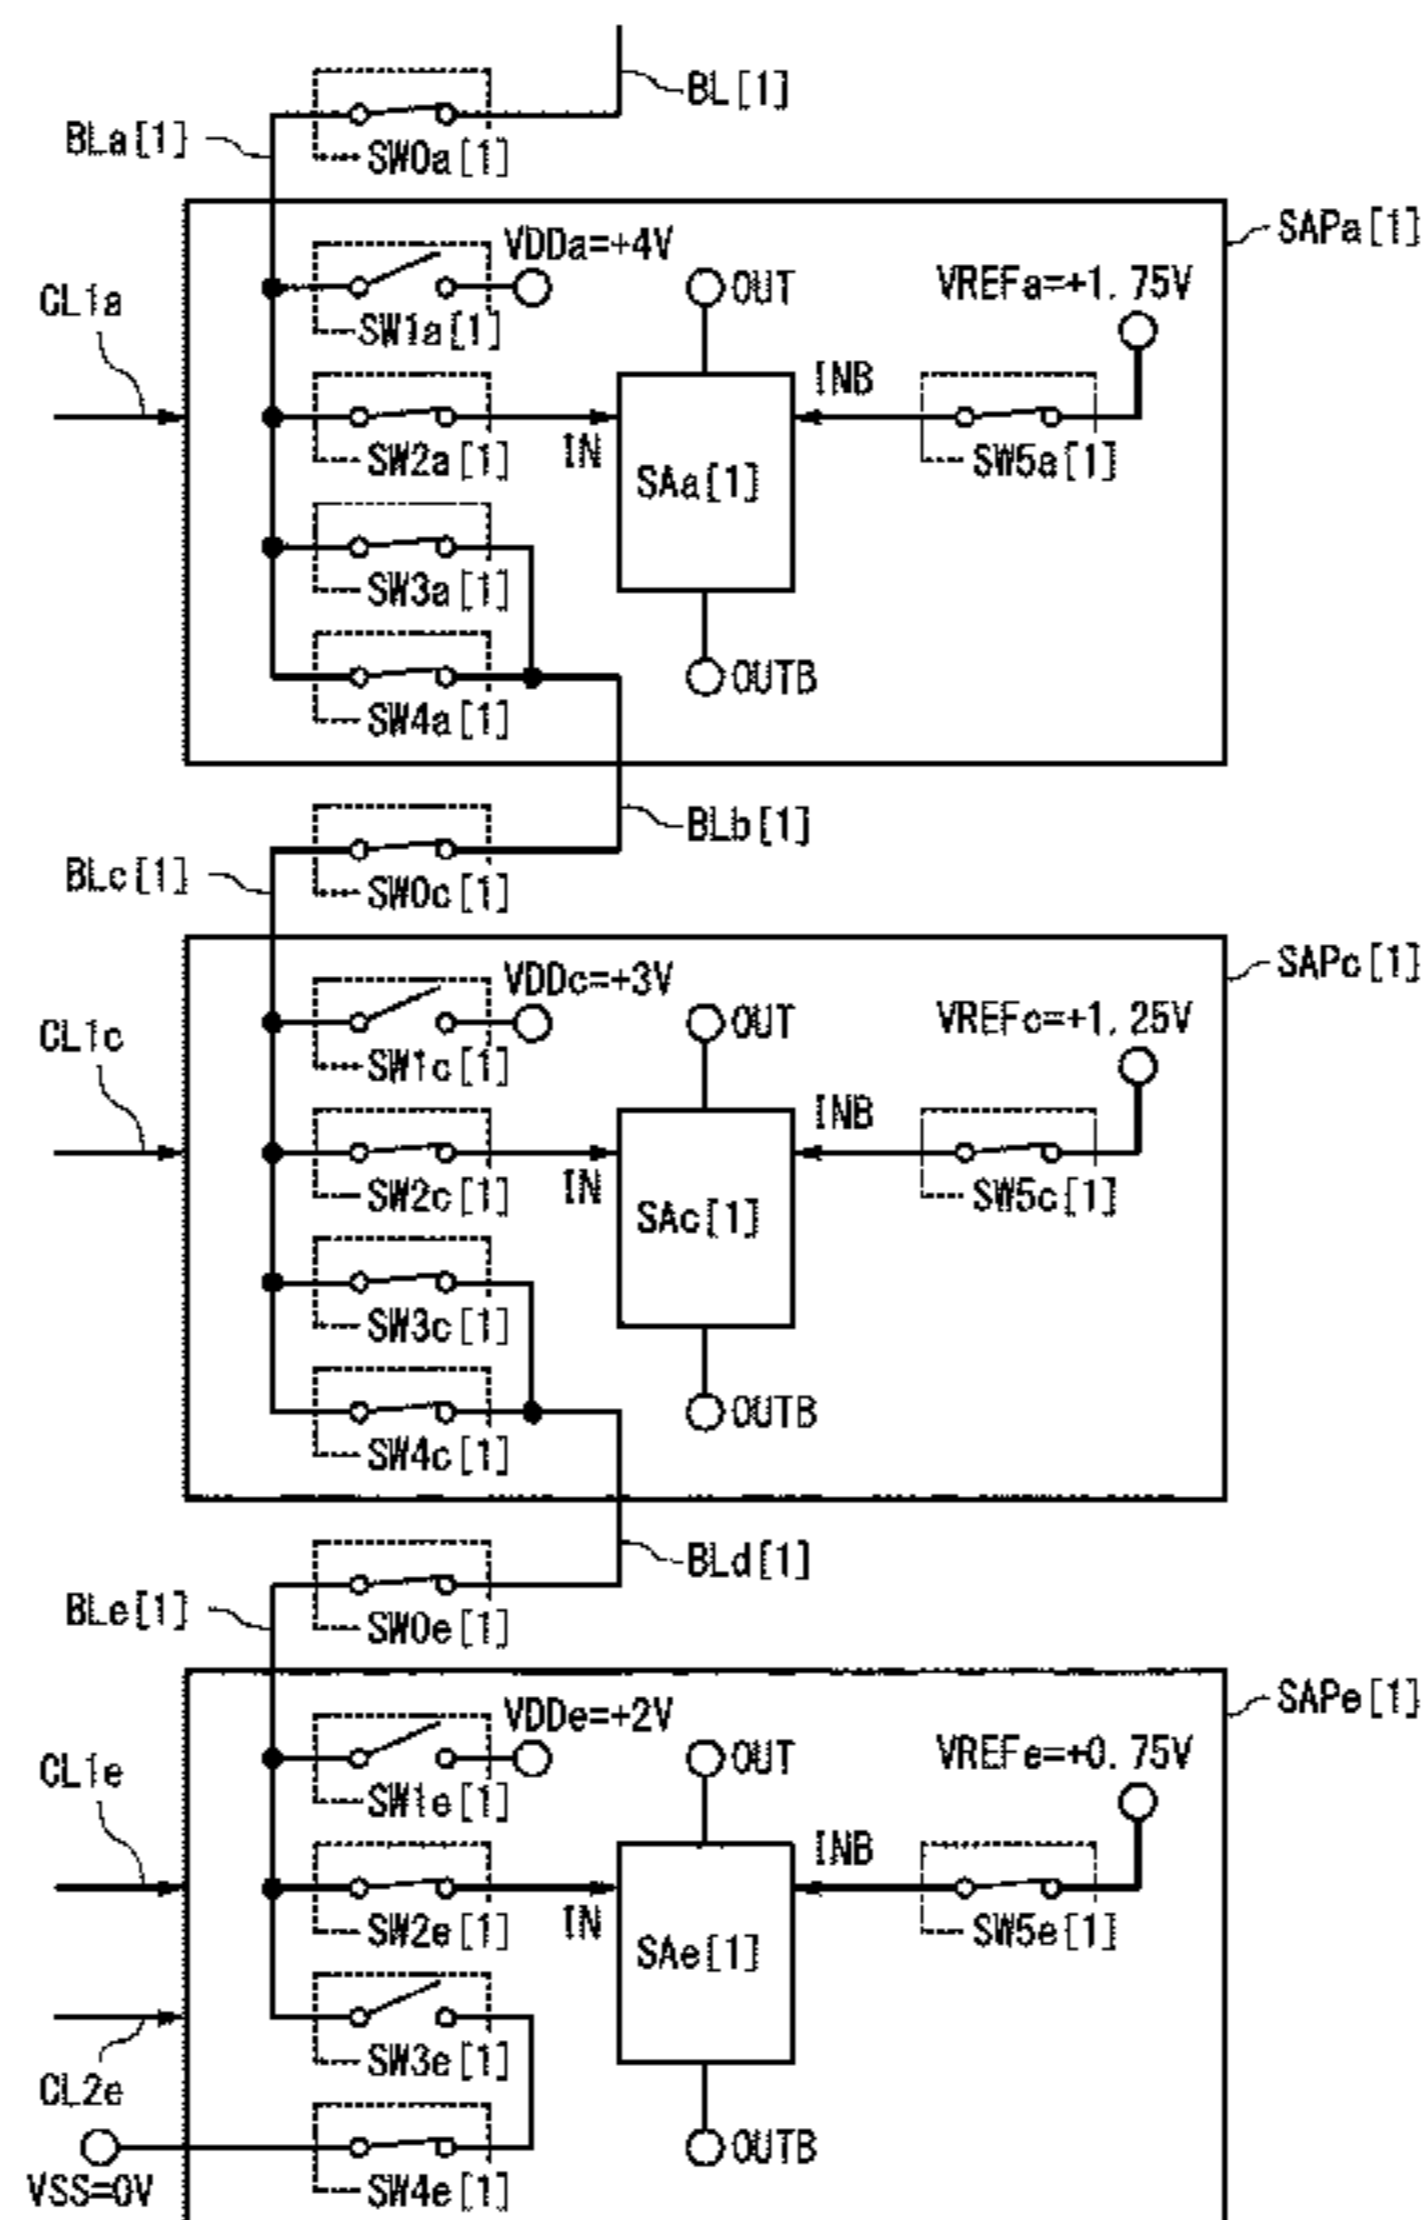 BL[1]
BLa[1]
SW0a[1]
SAPa[1]
VDDa=+4V
OUT
VREFa=+1.75V
CL1a
SW1a[1]
INB
SW2a[1]
IN
SAa[1]
SW5a[1]
SW3a[1]
OUTB
SW4a[1]
BLb[1]
BLc[1]
SW0c[1]
SAPc[1]
VDDc=+3V
OUT
VREFc=+1.25V
CL1c
SW1c[1]
INB
SW2c[1]
IN
SAc[1]
SW5c[1]
SW3c[1]
OUTB
SW4c[1]
BLd[1]
BLe[1]
SW0e[1]
SAPe[1]
VDDe=+2V
OUT
VREFe=+0.75V
CL1e
SW1e[1]
INB
SW2e[1]
IN
SAe[1]
SW5e[1]
SW3e[1]
CL2e
OUTB
VSS=0V
SW4e[1]